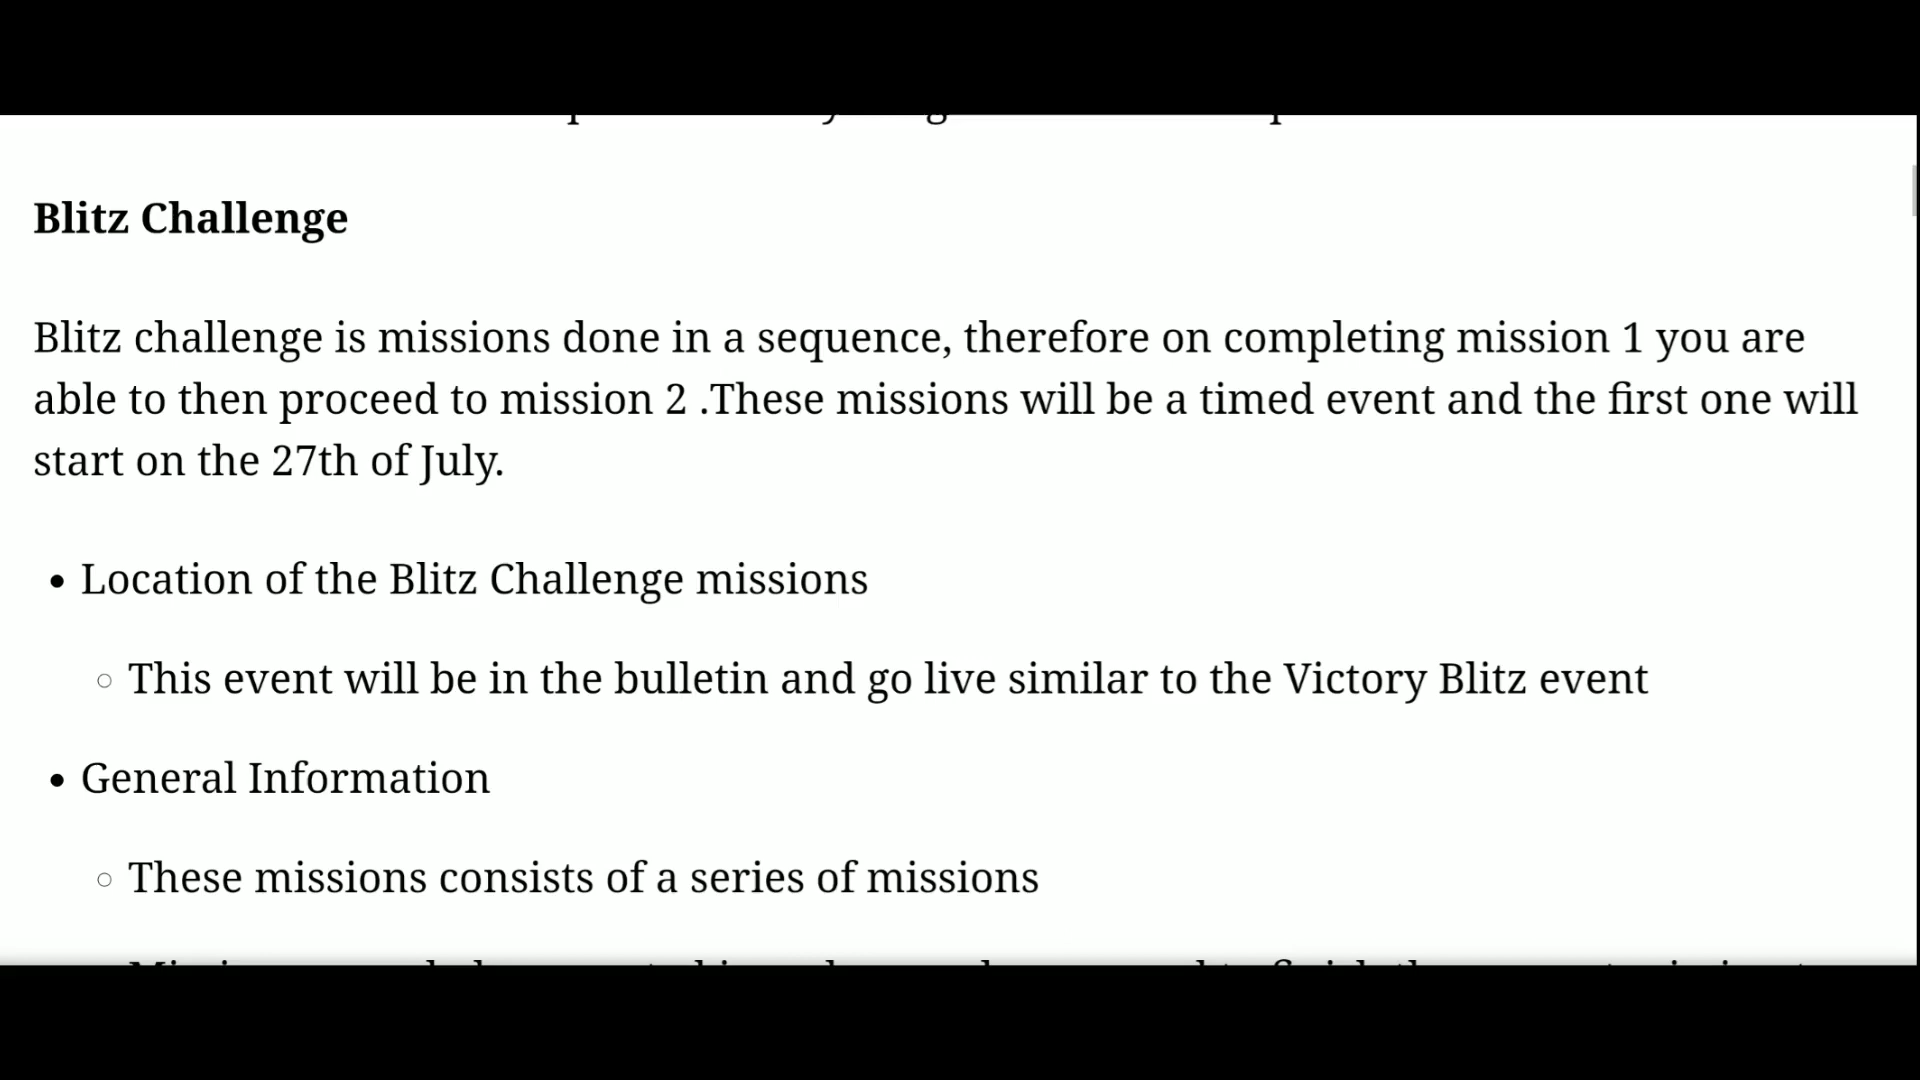 Blitz Challenge
Blitz challenge is missions done in a sequence, therefore on completing mission 1 you are
able to then proceed to mission 2 .These missions will be a timed event and the first one will
start on the 27th of July.
• Location of the Blitz Challenge missions
○ This event will be in the bulletin and go live similar to the Victory Blitz event
• General Information
○ These missions consists of a series of missions